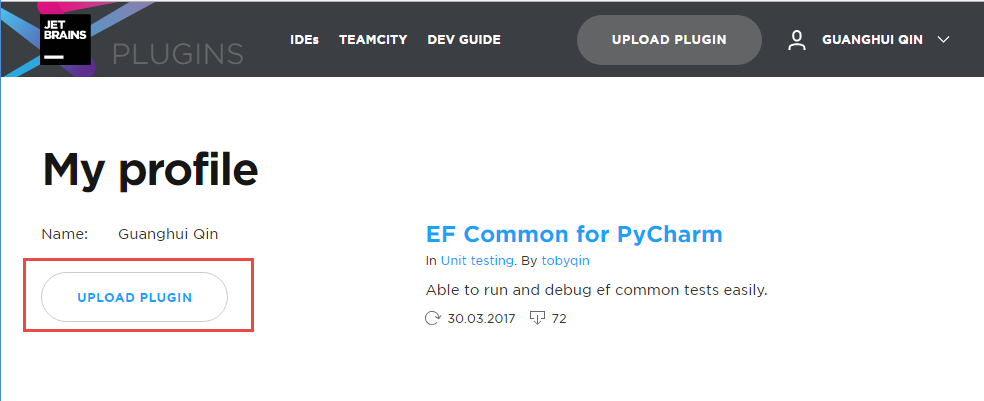 JET
BRAINS
PLUGINS
IDEs TEAMCITY DEV GUIDE UPLOAD PLUGIN GUANGHUI QIN
My profile
Name: Guanghui Qin
UPLOAD PLUGIN
EF Common for PyCharm
In Unit testing. By tobyqin
Able to run and debug ef common tests easily.
30.03.2017 72